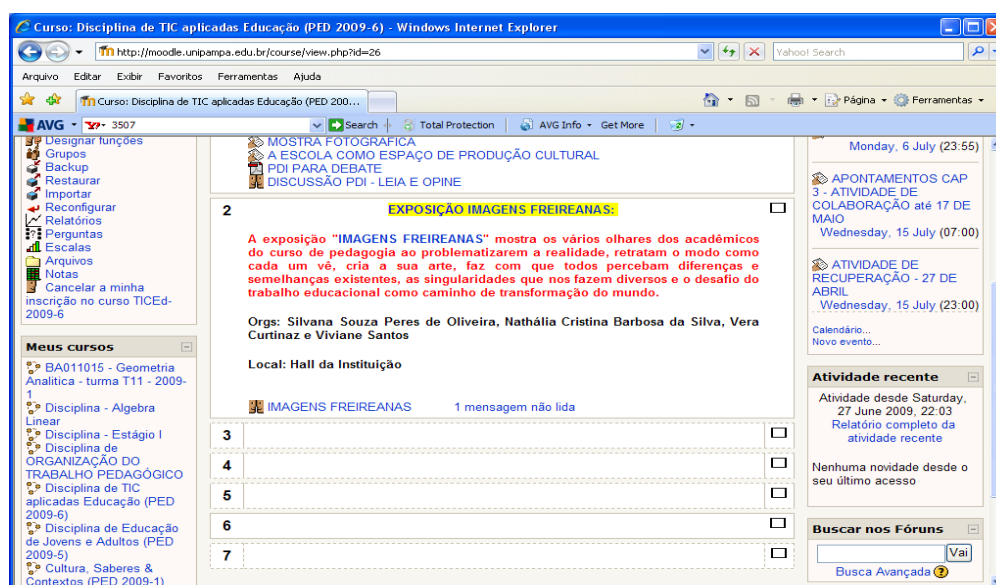 Curso: Disciplina de TIC aplicadas Educação (PED 2009-6) - Windows Internet Explorer
http://moodle.unipampa.edu.br/course/view.php?id=26
Yahoo! Search
Arquivo Editar Exibir Favoritos Ferramentas Ajuda
Curso: Disciplina de TIC aplicadas Educação (PED 200...
Página
Ferramentas
AVG
3507
Search
Total Protection
AVG Info
Get More
Designar funções
Grupos
Backup
Restaurar
Importar
Reconfigurar
Relatórios
Perguntas
Escalas
Arquivos
Notas
Cancelar a minha
inscrição no curso TICEd-
2009-6
Meus cursos
BA011015 - Geometria
Analitica - turma T11 - 2009-
1
Disciplina - Algebra
Linear
Disciplina - Estágio I
Disciplina de
ORGANIZAÇÃO DO
TRABALHO PEDAGÓGICO
Disciplina de TIC
aplicadas Educação (PED
2009-6)
Disciplina de Educação
de Jovens e Adultos (PED
2009-5)
Cultura, Saberes &
Contextos (PED 2009-1)
MOSTRA FOTOGRAFICA
A ESCOLA COMO ESPAÇO DE PRODUÇÃO CULTURAL
PDI PARA DEBATE
DISCUSSÃO PDI - LEIA E OPINE
2
EXPOSIÇÃO IMAGENS FREIREANAS:
A exposição "IMAGENS FREIREANAS" mostra os vários olhares dos acadêmicos
do curso de pedagogia ao problematizarem a realidade, retratam o modo como
cada um vê, cria a sua arte, faz com que todos percebam diferenças e
semelhanças existentes, as singularidades que nos fazem diversos e o desafio do
trabalho educacional como caminho de transformação do mundo.
Orgs: Silvana Souza Peres de Oliveira, Nathália Cristina Barbosa da Silva, Vera
Curtinaz e Viviane Santos
Local: Hall da Instituição
IMAGENS FREIREANAS 1 mensagem não lida
3
4
5
6
7
Monday, 6 July (23:55)
APONTAMENTOS CAP
3 - ATIVIDADE DE
COLABORAÇÃO até 17 DE
MAIO
Wednesday, 15 July (07:00)
ATIVIDADE DE
RECUPERAÇÃO - 27 DE
ABRIL
Wednesday, 15 July (23:00)
Calendário...
Novo evento...
Atividade recente
Atividade desde Saturday,
27 June 2009, 22:03
Relatório completo da
atividade recente
Nenhuma novidade desde o
seu último acesso
Buscar nos Fóruns
Vai
Busca Avançada